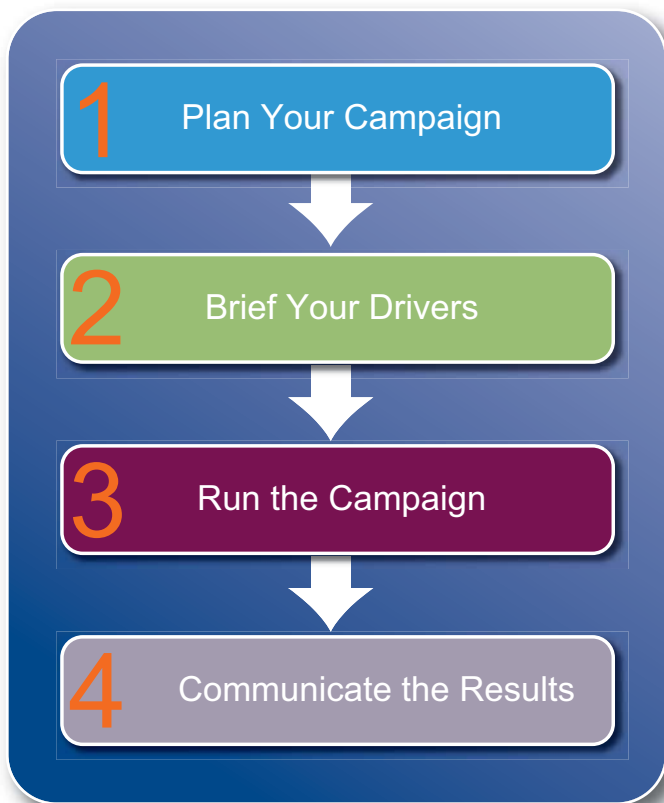 1 Plan Your Campaign
2 Brief Your Drivers
3 Run the Campaign
4 Communicate the Results